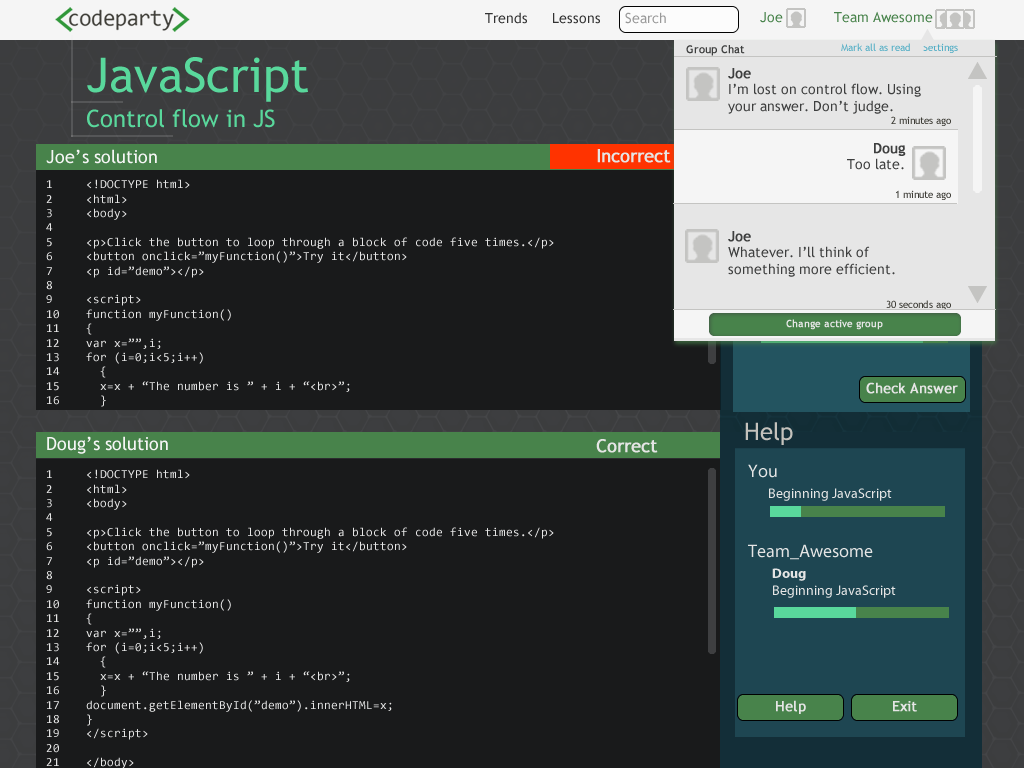 <codeparty>
Trends
Lessons
Search
Joe
Team Awesome
Group Chat
Mark all as read
Settings
Joe
I’m lost on control flow. Using
your answer. Don’t judge.
2 minutes ago
Doug
Too late.
1 minute ago
Joe
Whatever. I’ll think of
something more efficient.
30 seconds ago
Change active group
JavaScript
Control flow in JS
Joe’s solution
Incorrect
1 <!DOCTYPE html>
2 <html>
3 <body>
4
5 <p>Click the button to loop through a block of code five times.</p>
6 <button onclick=”myFunction()”>Try it</button>
7 <p id=”demo”></p>
8
9 <script>
10 function myFunction()
11 {
12 var x=””,i;
13 for (i=0;i<5;i++)
14 {
15 x=x + “The number is ” + i + “<br>”;
16 }
Check Answer
Doug’s solution
Correct
1 <!DOCTYPE html>
2 <html>
3 <body>
4
5 <p>Click the button to loop through a block of code five times.</p>
6 <button onclick=”myFunction()”>Try it</button>
7 <p id=”demo”></p>
8
9 <script>
10 function myFunction()
11 {
12 var x=””,i;
13 for (i=0;i<5;i++)
14 {
15 x=x + “The number is ” + i + “<br>”;
16 }
17 document.getElementById(”demo”).innerHTML=x;
18 }
19 </script>
20
21 </body>
Help
You
Beginning JavaScript
Team_Awesome
Doug
Beginning JavaScript
Help
Exit